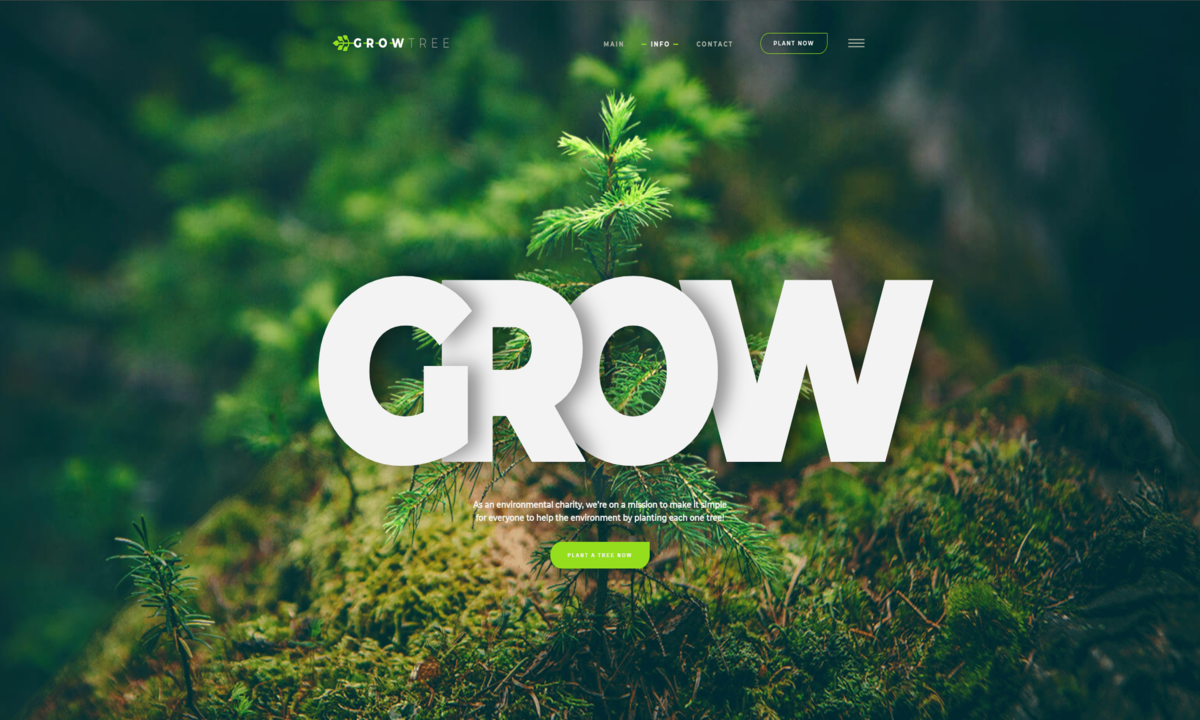 GROWTREE
MAIN
INFO
CONTACT
PLANT NOW
GROW
As an environmental charity, we're on a mission to make it simple
for everyone to help the environment by planting each one tree!
PLANT A TREE NOW